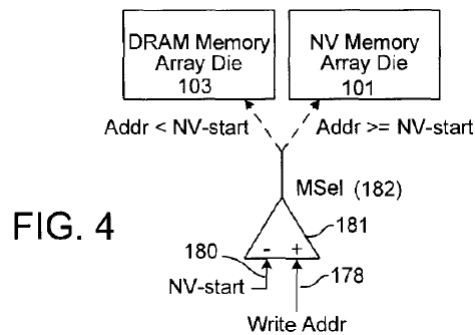 DRAM Memory
Array Die
103
NV Memory
Array Die
101
Addr < NV-start
Addr >= NV-start
MSel (182)
FIG. 4
181
- +
180
178
NV-start
Write Addr